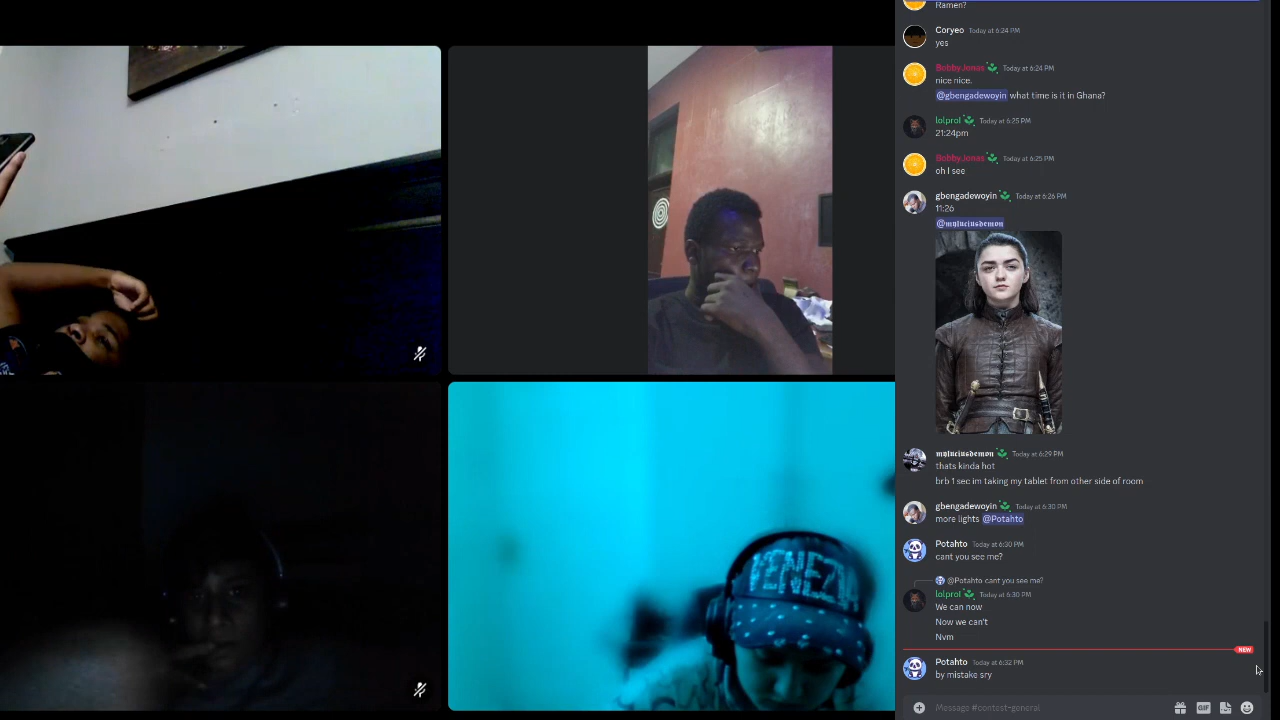 Ramen?
Coryeo Today at 6:24 PM
yes
BobbyJonas Today at 6:24 PM
nice nice.
@gbengadewoyin what time is it in Ghana?
lolprol Today at 6:25 PM
21:24pm
BobbyJonas Today at 6:25 PM
oh I see
gbengadewoyin Today at 6:26 PM
11:26
@𝖒𝖞𝖑𝖚𝖈𝖎𝖚𝖘𝖉𝖊𝖒𝖔𝖓
𝖒𝖞𝖑𝖚𝖈𝖎𝖚𝖘𝖉𝖊𝖒𝖔𝖓 Today at 6:29 PM
thats kinda hot
brb 1 sec im taking my tablet from other side of room
gbengadewoyin Today at 6:30 PM
more lights @Potahto
Potahto Today at 6:30 PM
cant you see me?
@Potahto cant you see me?
lolprol Today at 6:30 PM
We can now
Now we can't
Nvm
NEW
Potahto Today at 6:32 PM
by mistake sry
Message #contest-general
GIF